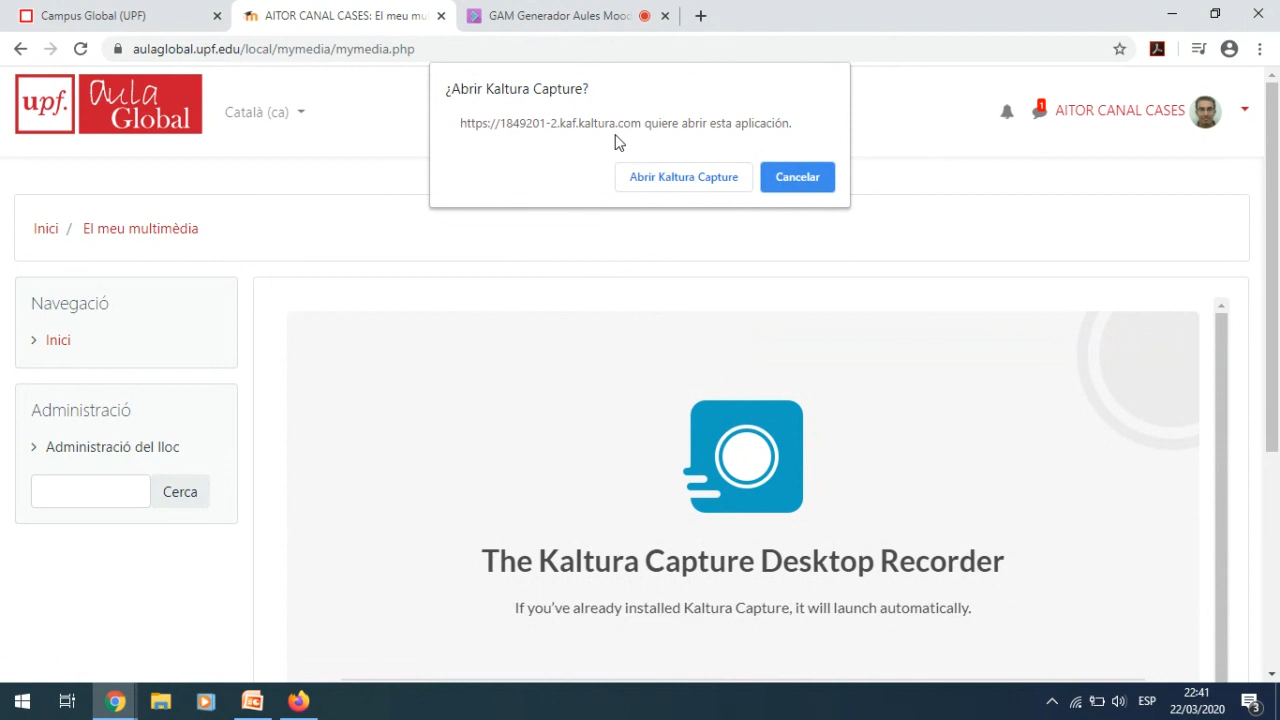 Campus Global (UPF)
AITOR CANAL CASES: El meu mu
GAM Generador Aules Mood
aulaglobal.upf.edu/local/mymedia/mymedia.php
¿Abrir Kaltura Capture?
https://1849201-2.kaf.kaltura.com quiere abrir esta aplicación.
Abrir Kaltura Capture
Cancelar
upf.
Aula
Global
Català (ca)
1
AITOR CANAL CASES
Inici / El meu multimèdia
Navegació
Inici
Administració
Administració del lloc
Cerca
The Kaltura Capture Desktop Recorder
If you've already installed Kaltura Capture, it will launch automatically.
ESP
22:41
22/03/2020
3